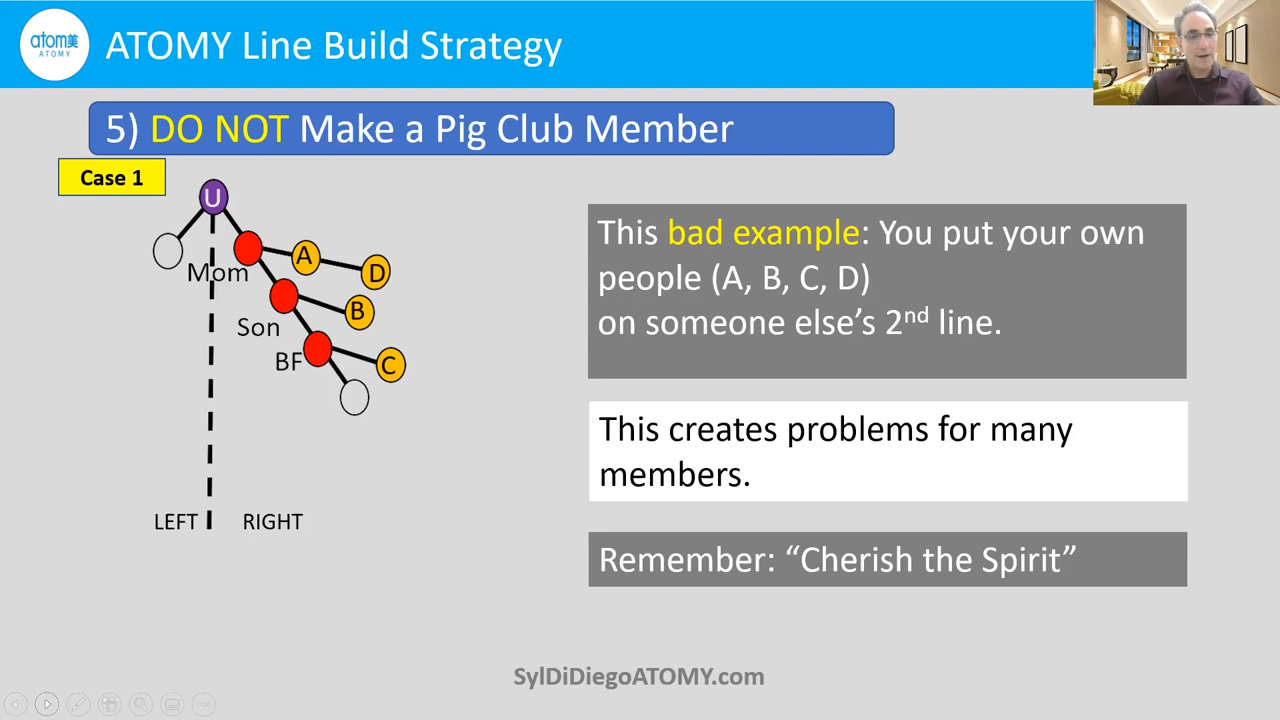 atom美
ATOMY
ATOMY Line Build Strategy
5) DO NOT Make a Pig Club Member
Case 1
U
A
D
Mom
B
Son
BF
C
LEFT
RIGHT
This bad example: You put your own
people (A, B, C, D)
on someone else’s 2nd line.
This creates problems for many
members.
Remember: “Cherish the Spirit”
SylDiDiegoATOMY.com